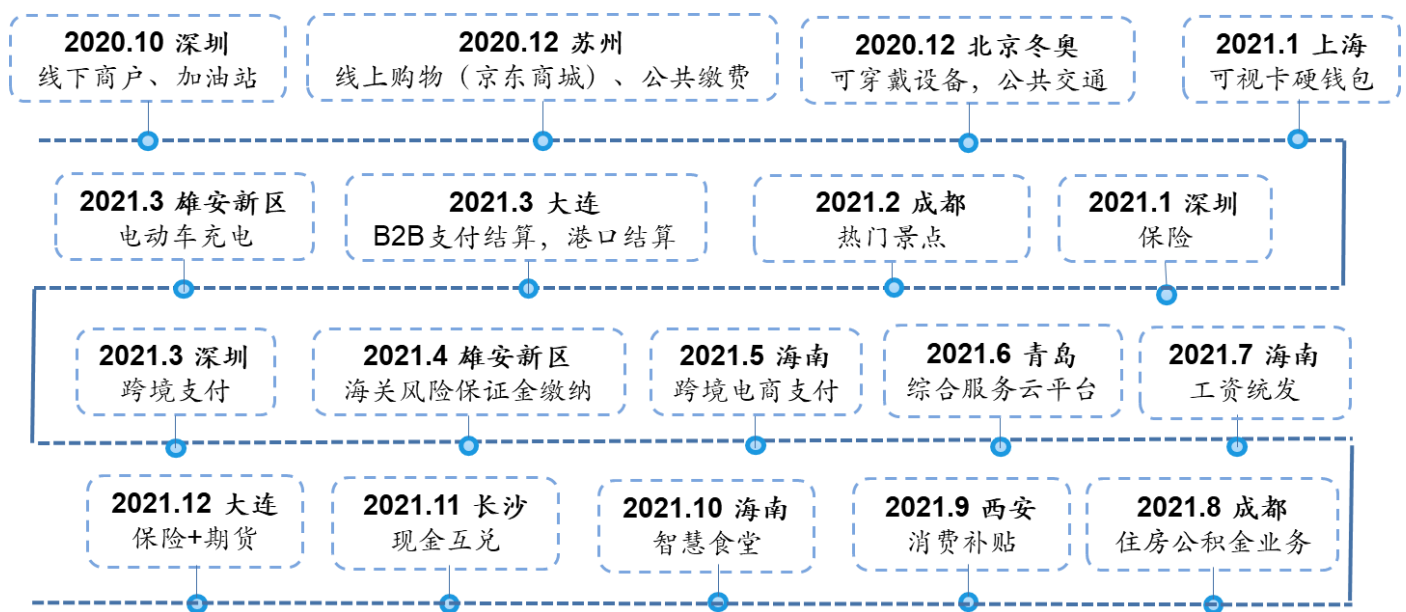 2020.10 深圳
线下商户、加油站
2020.12 苏州
线上购物（京东商城）、公共缴费
2020.12 北京冬奥
可穿戴设备，公共交通
2021.1 上海
可视卡硬钱包
2021.1 深圳
保险
2021.2 成都
热门景点
2021.3 大连
B2B支付结算，港口结算
2021.3 雄安新区
电动车充电
2021.3 深圳
跨境支付
2021.4 雄安新区
海关风险保证金缴纳
2021.5 海南
跨境电商支付
2021.6 青岛
综合服务云平台
2021.7 海南
工资统发
2021.8 成都
住房公积金业务
2021.9 西安
消费补贴
2021.10 海南
智慧食堂
2021.11 长沙
现金互兑
2021.12 大连
保险+期货